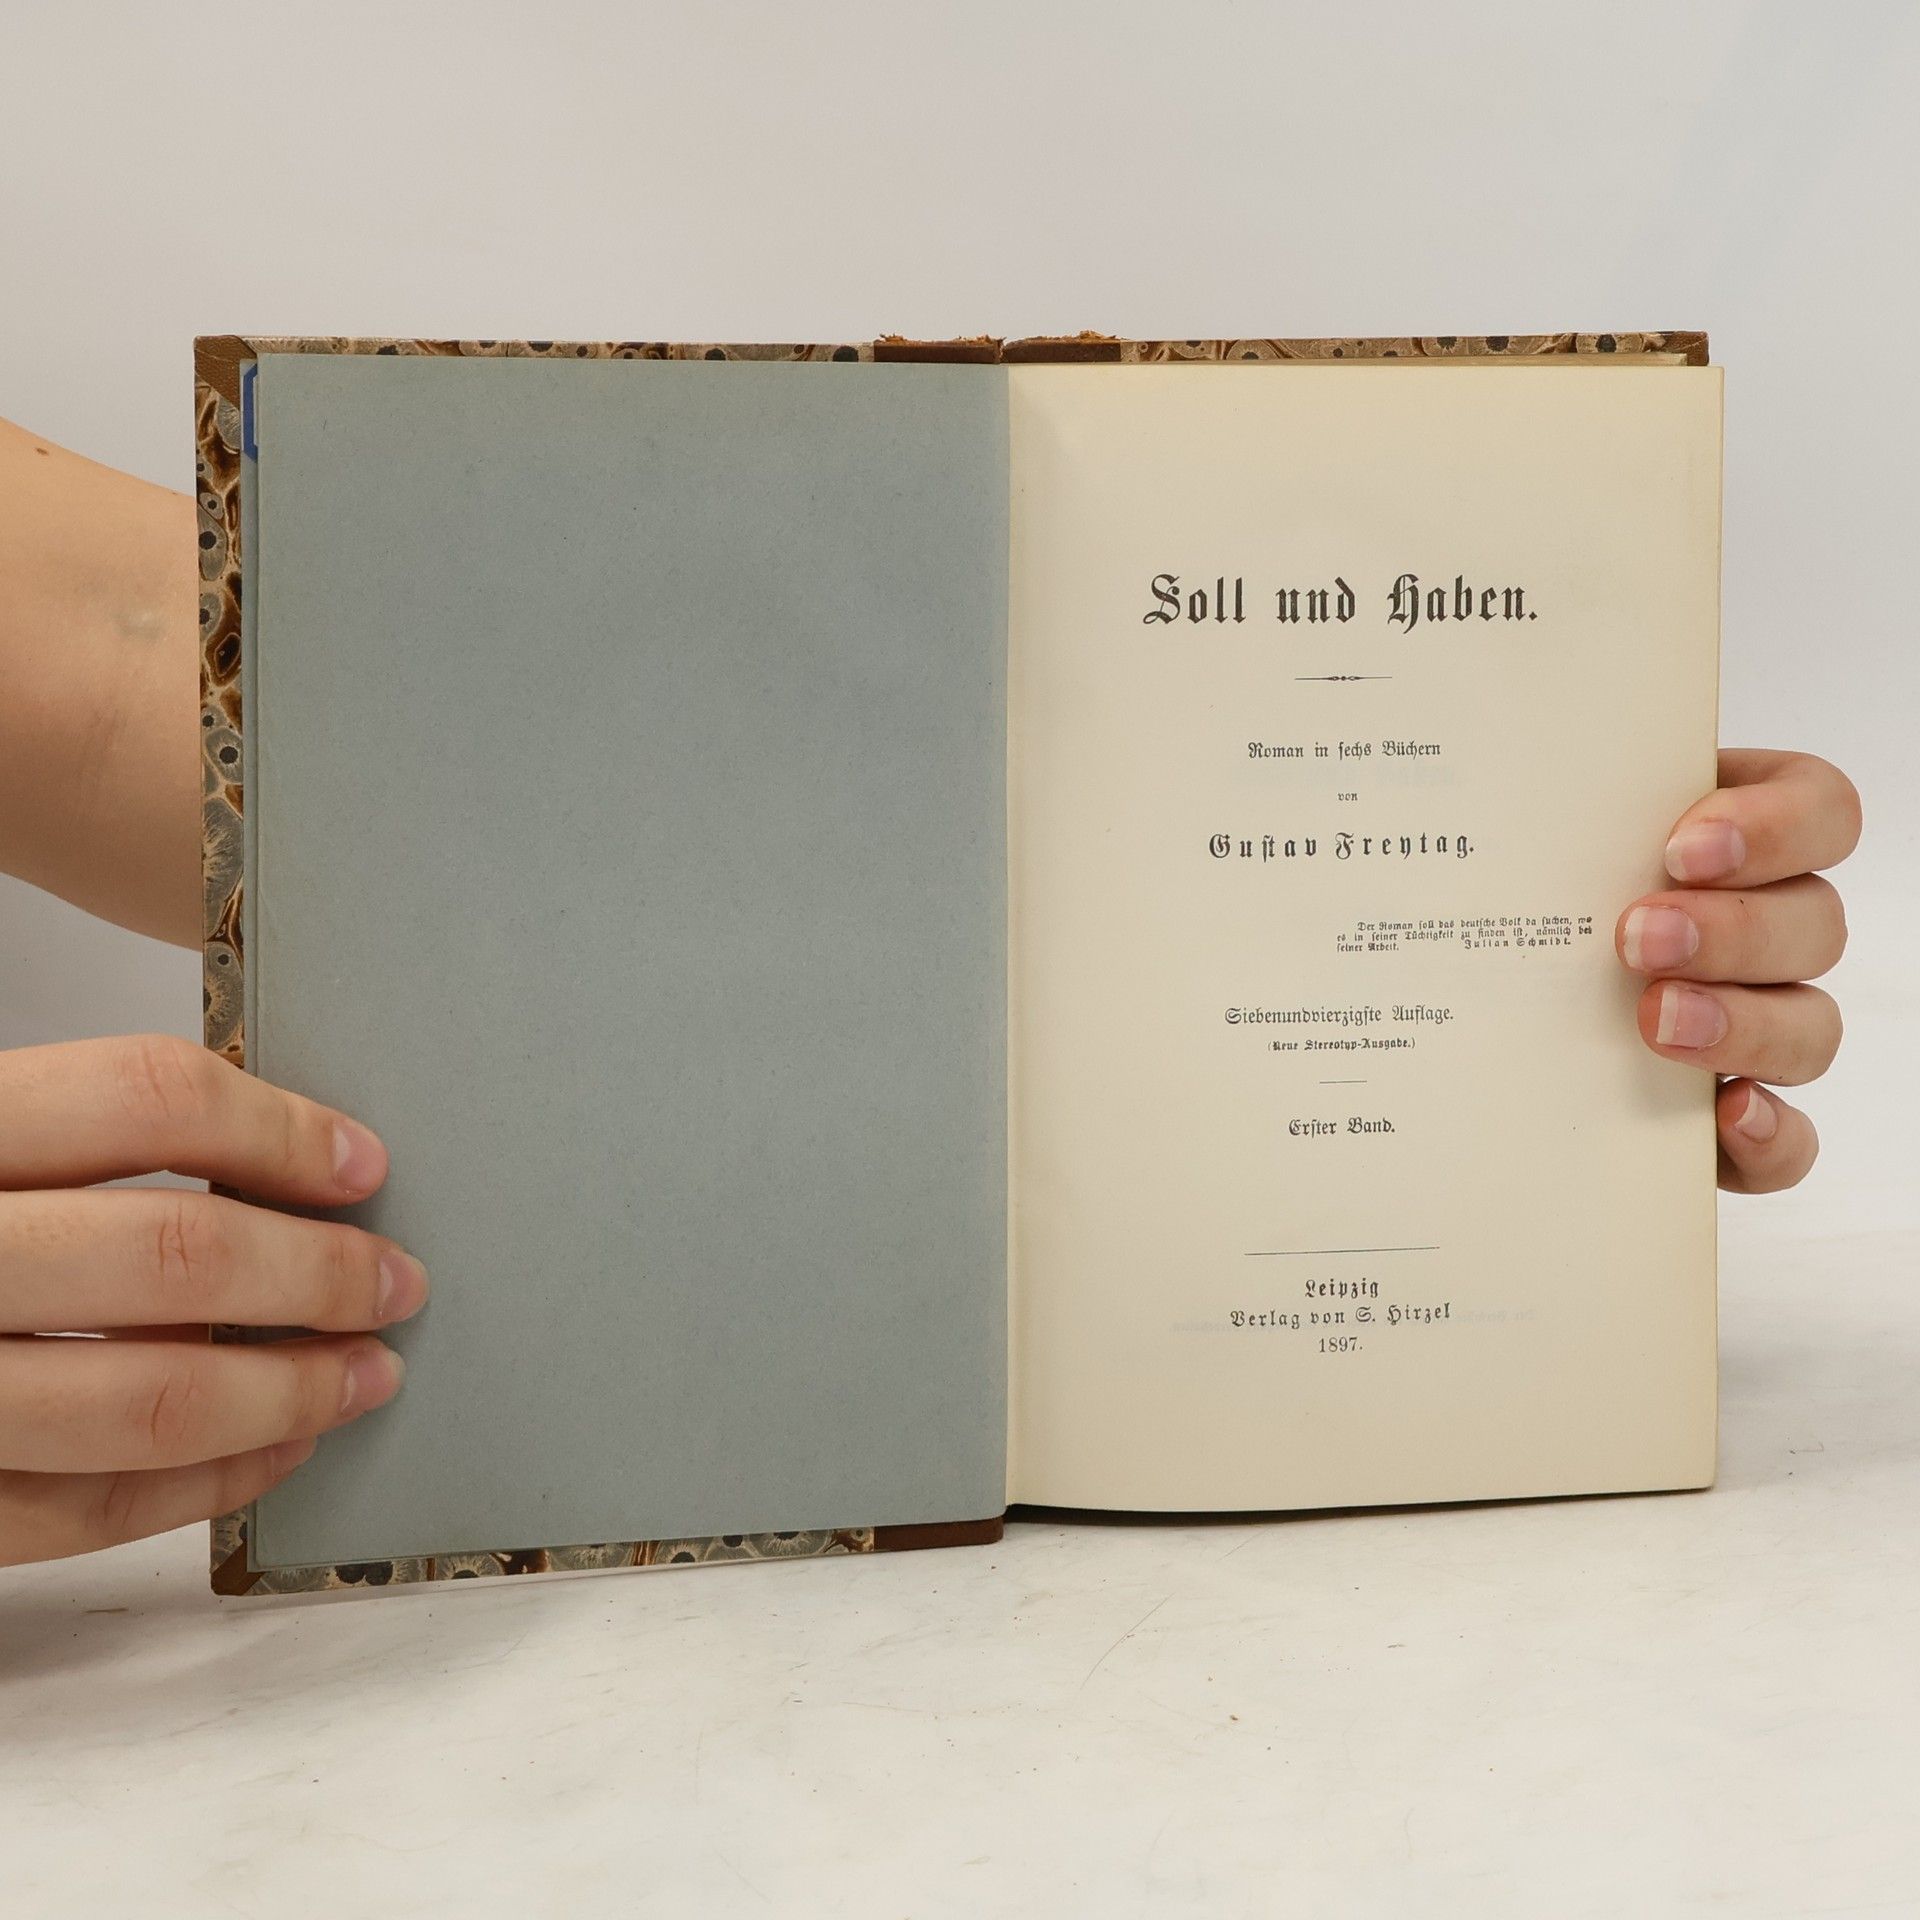 Soll und Haben.
Roman in ſechs Büchern
von
Guſtav Freytag.
Der Roman ſoll das deutſche Volk da ſuchen, wo
es in ſeiner Tüchtigkeit zu finden iſt, nämlich bei
ſeiner Arbeit. Julian Schmidt.
Siebenundvierzigſte Auflage.
(Neue Stereotyp-Ausgabe.)
Erſter Band.
Leipzig
Verlag von S. Hirzel
1897.